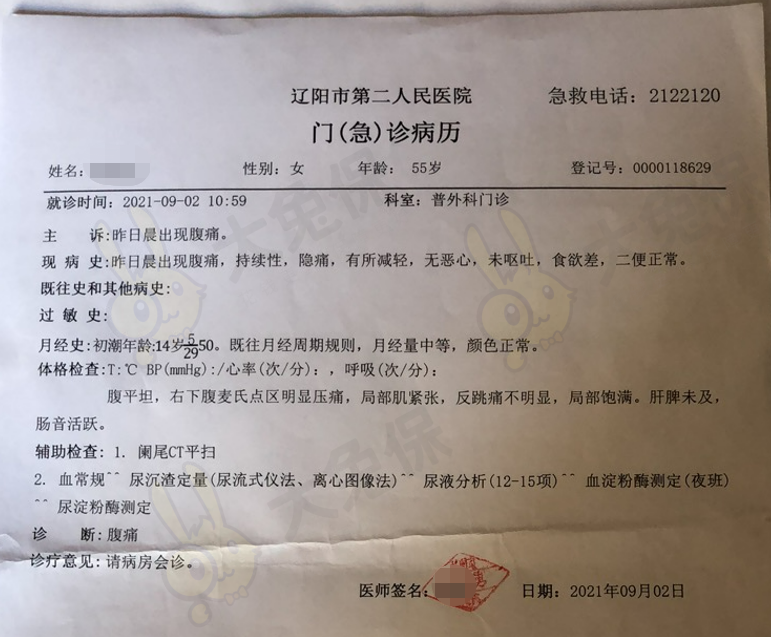 辽阳市第二人民医院 急救电话：2122120
门(急)诊病历
姓名： 性别：女 年龄： 55岁 登记号：0000118629
就诊时间：2021-09-02 10:59 科室：普外科门诊
主 诉:昨日晨出现腹痛。
现 病 史:昨日晨出现腹痛，持续性，隐痛，有所减轻，无恶心，未呕吐，食欲差，二便正常。
既往史和其他病史:
过 敏 史:
月经史:初潮年龄:14岁5/29 50。既往月经周期规则，月经量中等，颜色正常。
体格检查:T:℃ BP(mmHg):/心率(次/分)：，呼吸(次/分)：
腹平坦，右下腹麦氏点区明显压痛，局部肌紧张，反跳痛不明显，局部饱满。肝脾未及，
肠音活跃。
辅助检查：1. 阑尾CT平扫
2. 血常规^^ 尿沉渣定量(尿流式仪法、离心图像法)^^ 尿液分析(12-15项)^^ 血淀粉酶测定(夜班)
^^ 尿淀粉酶测定
诊 断:腹痛
诊疗意见:请病房会诊。
医师签名: 日期：2021年09月02日
大兔保
大兔保